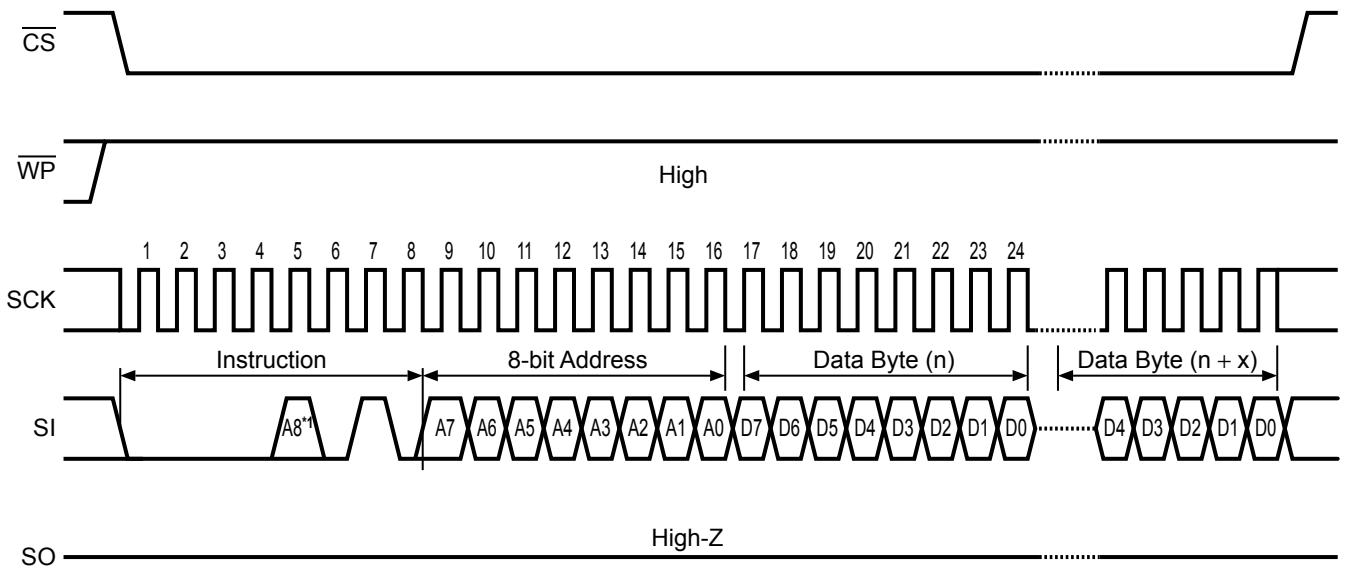 CS
WP
High
1 2 3 4 5 6 7 8 9 10 11 12 13 14 15 16 17 18 19 20 21 22 23 24
SCK
Instruction 8-bit Address Data Byte (n) Data Byte (n + x)
SI A8*1 A7 A6 A5 A4 A3 A2 A1 A0 D7 D6 D5 D4 D3 D2 D1 D0 D4 D3 D2 D1 D0
High-Z
SO